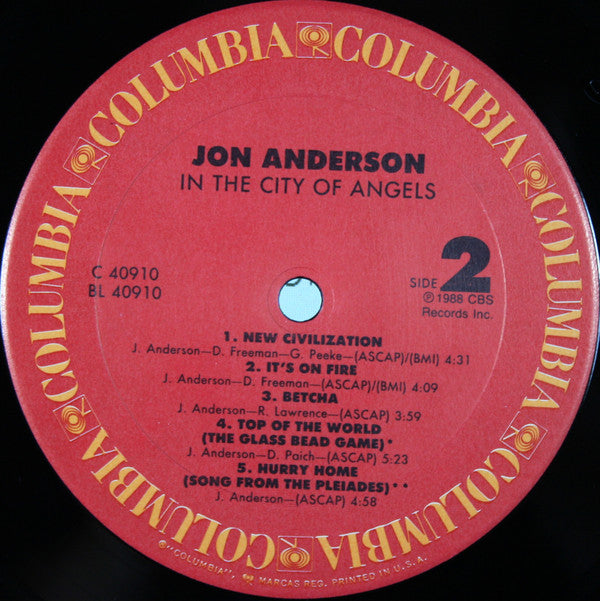 COLUMBIA COLUMBIA COLUMBIA COLUMBIA COLUMBIA COLUMBIA COLUMBIA
JON ANDERSON
IN THE CITY OF ANGELS
C 40910
BL 40910
SIDE 2
℗ 1988 CBS
Records Inc.
1. NEW CIVILIZATION
J. Anderson—D. Freeman—G. Peeke—(ASCAP)/(BMI) 4:31
2. IT'S ON FIRE
J. Anderson—D. Freeman—(ASCAP)/(BMI) 4:09
3. BETCHA
J. Anderson—R. Lawrence—(ASCAP) 3:59
4. TOP OF THE WORLD
(THE GLASS BEAD GAME)*
J. Anderson—D. Paich—(ASCAP) 5:23
5. HURRY HOME
(SONG FROM THE PLEIADES)**
J. Anderson—(ASCAP) 4:58
®"COLUMBIA", MARCAS REG. PRINTED IN U.S.A.